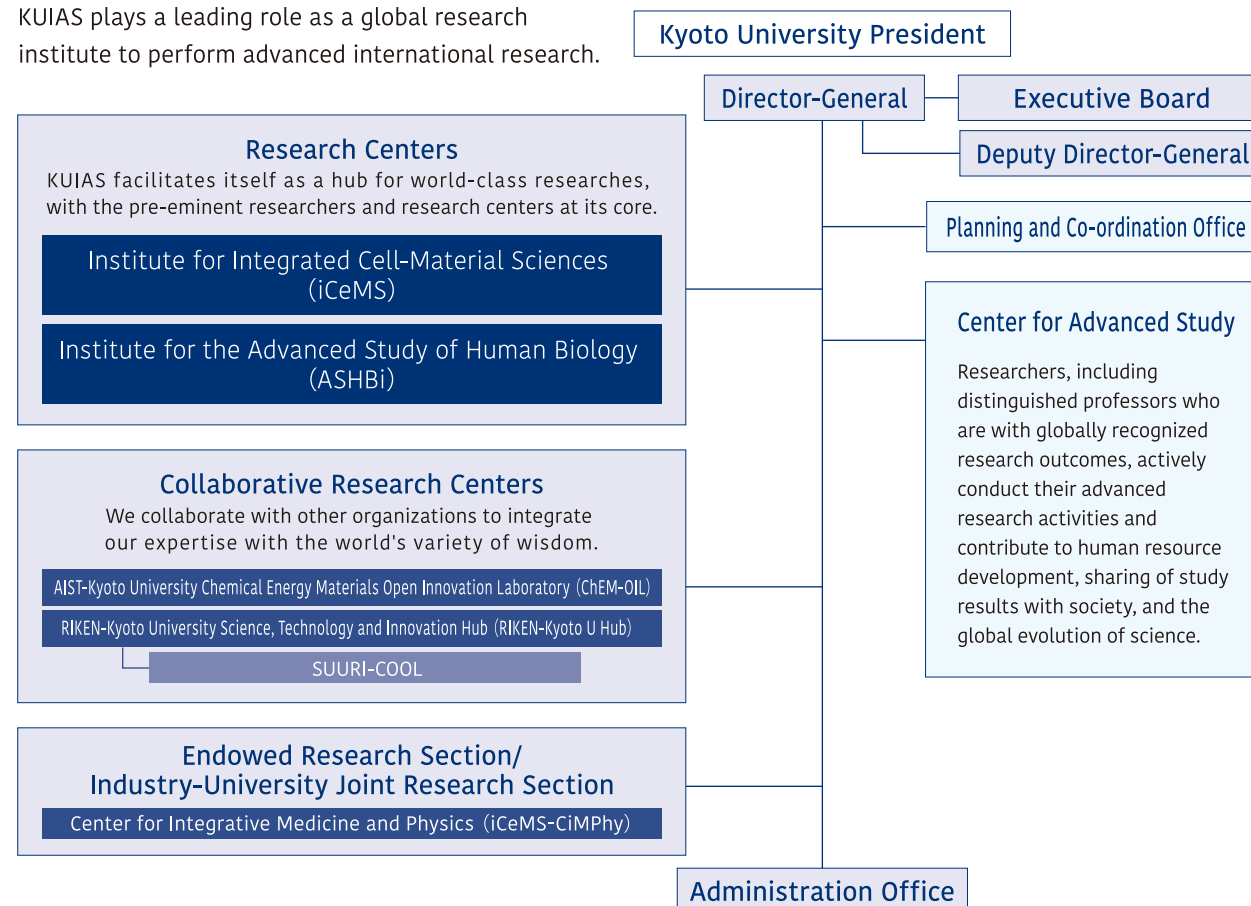 KUIAS plays a leading role as a global research
institute to perform advanced international research.
Kyoto University President
Director-General
Executive Board
Deputy Director-General
Planning and Co-ordination Office
Research Centers
KUIAS facilitates itself as a hub for world-class researches,
with the pre-eminent researchers and research centers at its core.
Institute for Integrated Cell-Material Sciences
(iCeMS)
Institute for the Advanced Study of Human Biology
(ASHBi)
Center for Advanced Study
Researchers, including
distinguished professors who
are with globally recognized
research outcomes, actively
conduct their advanced
research activities and
contribute to human resource
development, sharing of study
results with society, and the
global evolution of science.
Collaborative Research Centers
We collaborate with other organizations to integrate
our expertise with the world's variety of wisdom.
AIST-Kyoto University Chemical Energy Materials Open Innovation Laboratory (ChEM-OIL)
RIKEN-Kyoto University Science, Technology and Innovation Hub (RIKEN-Kyoto U Hub)
SUURI-COOL
Endowed Research Section/
Industry-University Joint Research Section
Center for Integrative Medicine and Physics (iCeMS-CiMPhy)
Administration Office